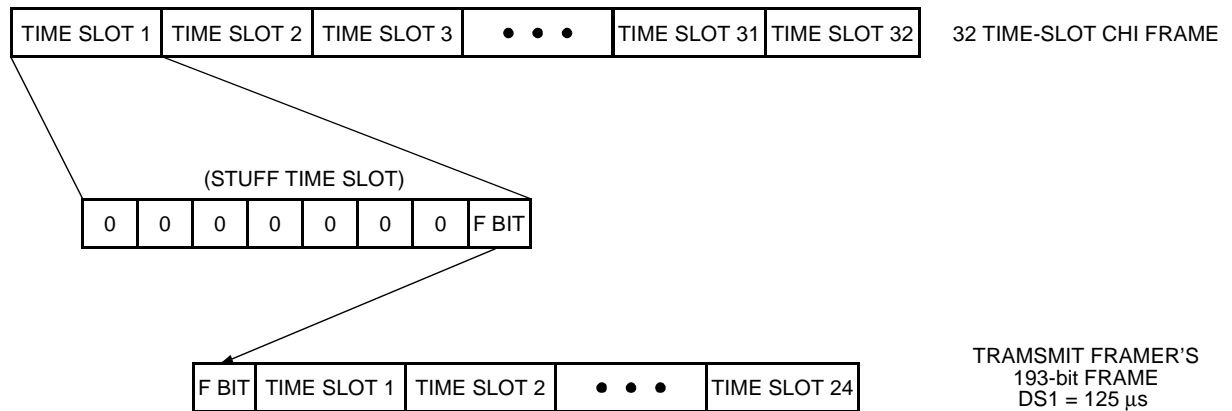 TIME SLOT 1 TIME SLOT 2 TIME SLOT 3 • • • TIME SLOT 31 TIME SLOT 32 32 TIME-SLOT CHI FRAME
(STUFF TIME SLOT)
0 0 0 0 0 0 0 F BIT
F BIT TIME SLOT 1 TIME SLOT 2 • • • TIME SLOT 24
TRAMSMIT FRAMER'S
193-bit FRAME
DS1 = 125 μs